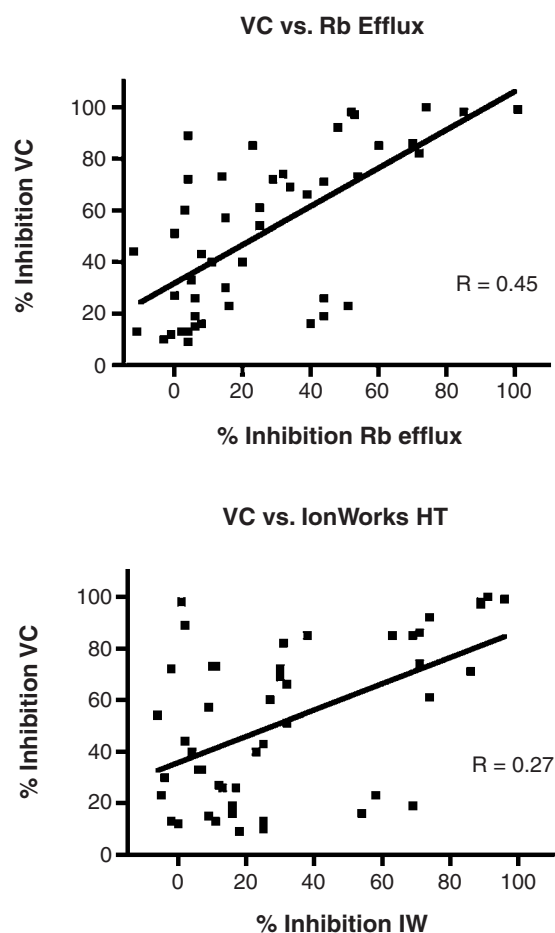 VC vs. Rb Efflux
100
80
60
40
20
0
% Inhibition VC
R = 0.45
0 20 40 60 80 100
% Inhibition Rb efflux
VC vs. IonWorks HT
100
80
60
40
20
0
% Inhibition VC
R = 0.27
0 20 40 60 80 100
% Inhibition IW